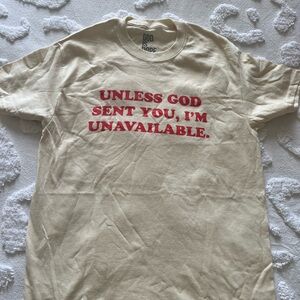 UNLESS GOD
SENT YOU, I'M
UNAVAILABLE.